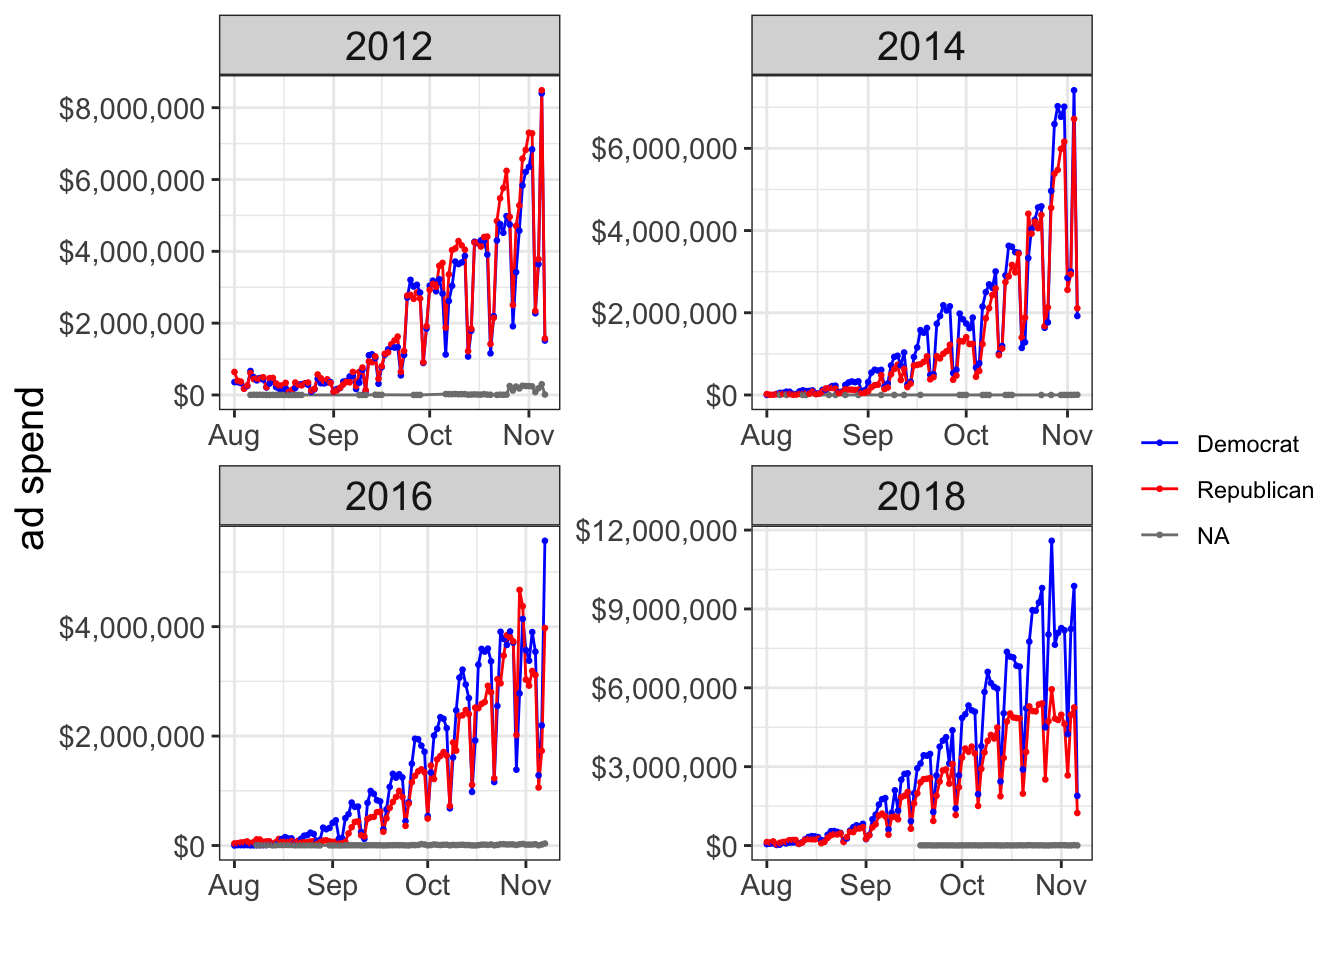 ad spend
2012
$8,000,000
$6,000,000
$4,000,000
$2,000,000
$0
Aug Sep Oct Nov
2014
$6,000,000
$4,000,000
$2,000,000
$0
Aug Sep Oct Nov
2016
$4,000,000
$2,000,000
$0
Aug Sep Oct Nov
2018
$12,000,000
$9,000,000
$6,000,000
$3,000,000
$0
Aug Sep Oct Nov
Democrat
Republican
NA